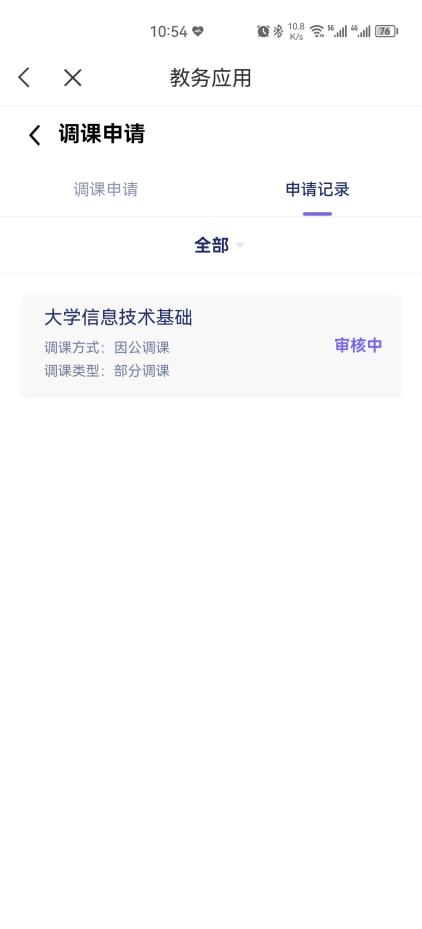 10:54 10.8 K/s 5G 4G 76
教务应用
调课申请
调课申请 申请记录
全部
大学信息技术基础
调课方式：因公调课
审核中
调课类型：部分调课